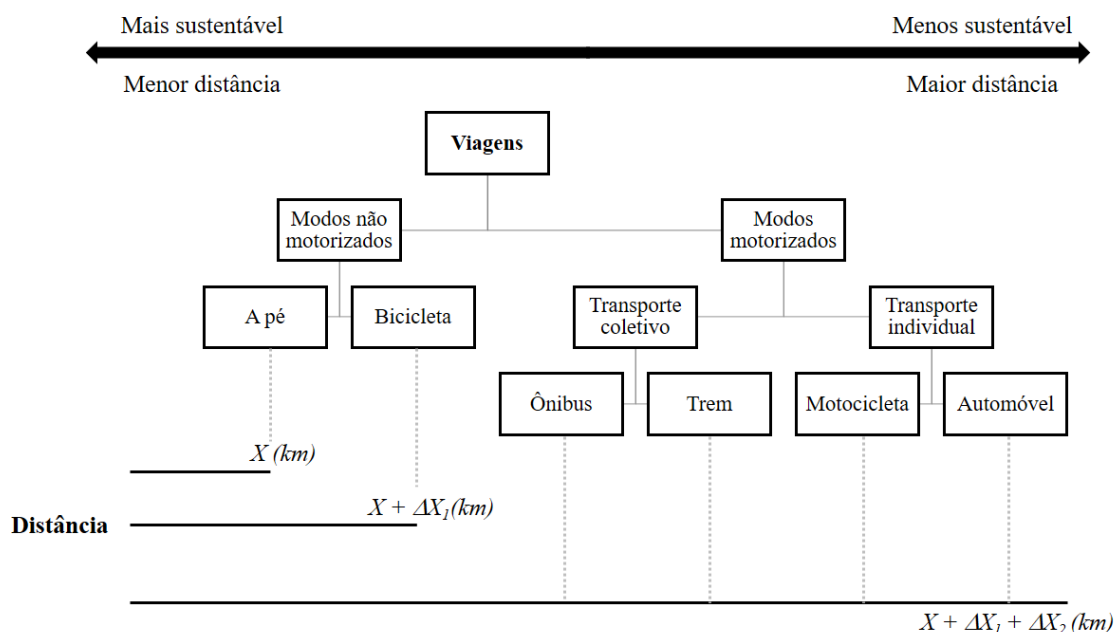 Mais sustentável
Menos sustentável
Menor distância
Maior distância
Viagens
Modos não
motorizados
Modos
motorizados
A pé
Bicicleta
Transporte
coletivo
Transporte
individual
Ônibus
Trem
Motocicleta
Automóvel
X (km)
X + ΔX₁(km)
Distância
X + ΔX₁ + ΔX₂ (km)